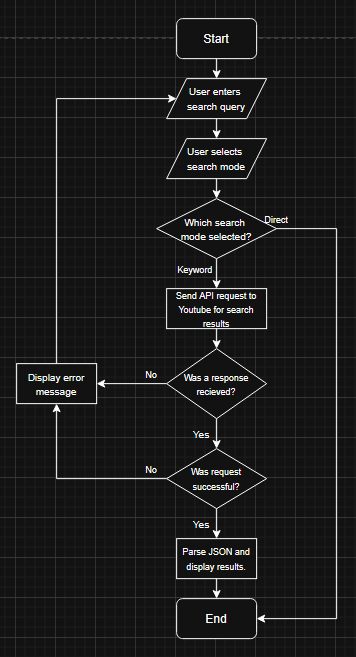 Start
User enters
search query
User selects
search mode
Which search
mode selected?
Direct
Keyword
Send API request to
Youtube for search
results
Was a response
recieved?
No
Display error
message
Yes
Was request
successful?
No
Yes
Parse JSON and
display results.
End